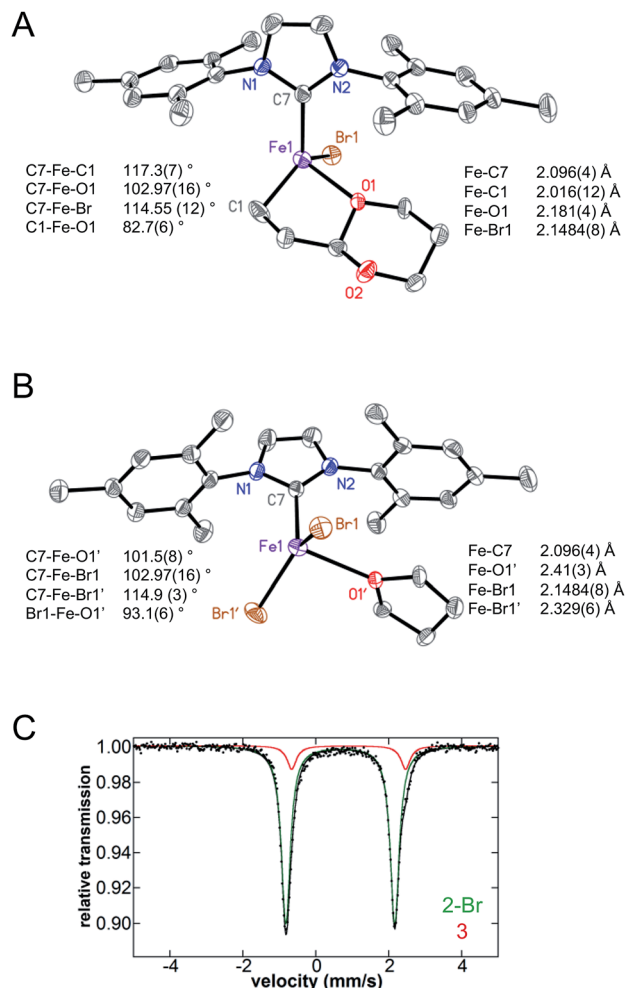 A
N1
N2
C7
Fe1
Br1
C7-Fe-C1 117.3(7) °
C7-Fe-O1 102.97(16) °
C7-Fe-Br 114.55 (12) °
C1-Fe-O1 82.7(6) °
C1
O1
O2
Fe-C7 2.096(4) Å
Fe-C1 2.016(12) Å
Fe-O1 2.181(4) Å
Fe-Br1 2.1484(8) Å
B
N1
N2
C7
Br1
Fe1
C7-Fe-O1' 101.5(8) °
C7-Fe-Br1 102.97(16) °
C7-Fe-Br1' 114.9 (3) °
Br1-Fe-O1' 93.1(6) °
Br1'
O1'
Fe-C7 2.096(4) Å
Fe-O1' 2.41(3) Å
Fe-Br1 2.1484(8) Å
Fe-Br1' 2.329(6) Å
C
relative transmission
1.00
0.98
0.96
0.94
0.92
0.90
2-Br
3
-4 -2 0 2 4
velocity (mm/s)